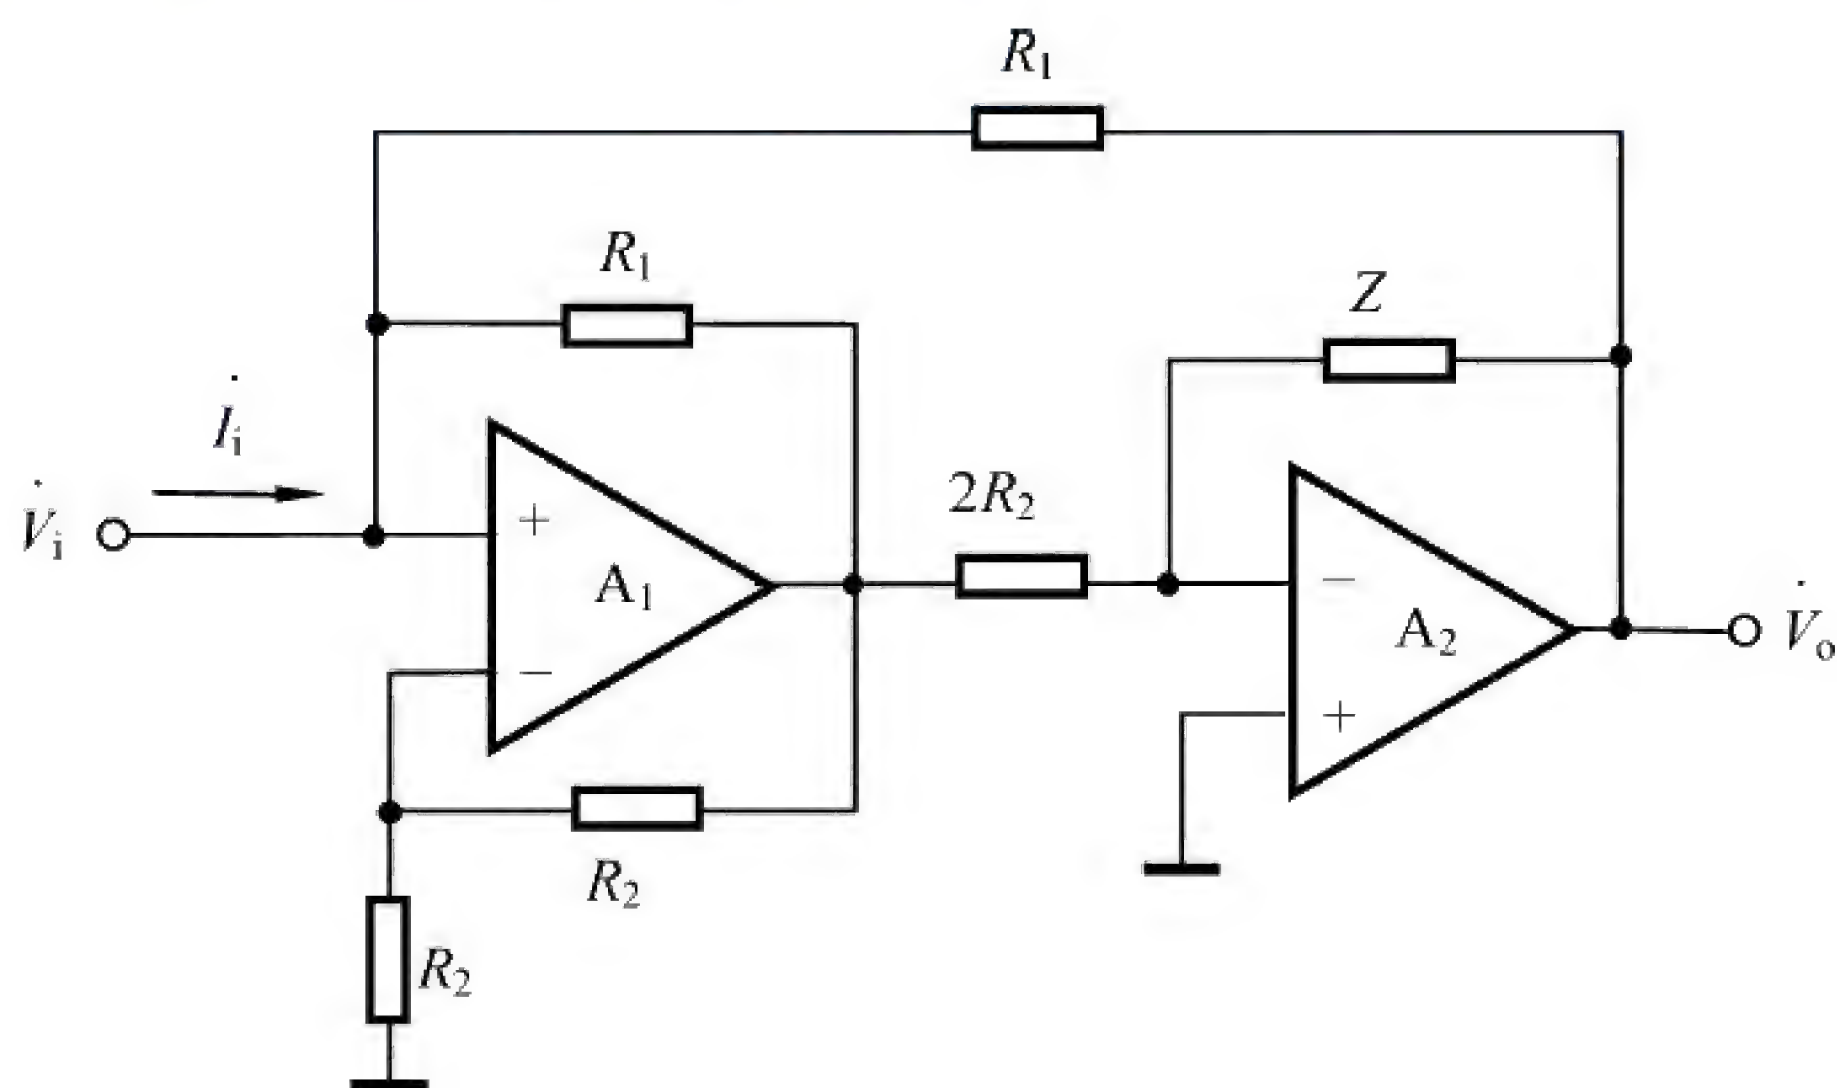 R₁
R₁
Z
İᵢ
V̇ᵢ
+
A₁
−
2R₂
−
A₂
+
V̇ₒ
R₂
R₂